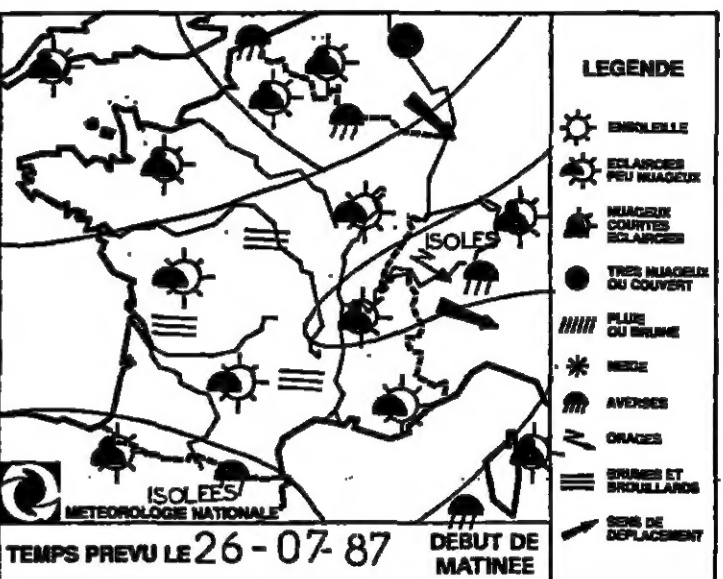 ISOLES
ISOLEES
METEOROLOGIE NATIONALE
TEMPS PREVU LE 26-07-87
DEBUT DE
MATINEE
LEGENDE
ENSOLEILLE
ECLAIRCIES
PEU NUAGEUX
NUAGEUX
COURTES
ECLAIRCIES
TRES NUAGEUX
OU COUVERT
PLUIE
OU BRUINE
NEIGE
AVERSES
ORAGES
BRUMES ET
BROUILLARDS
SENS DE
DEPLACEMENT